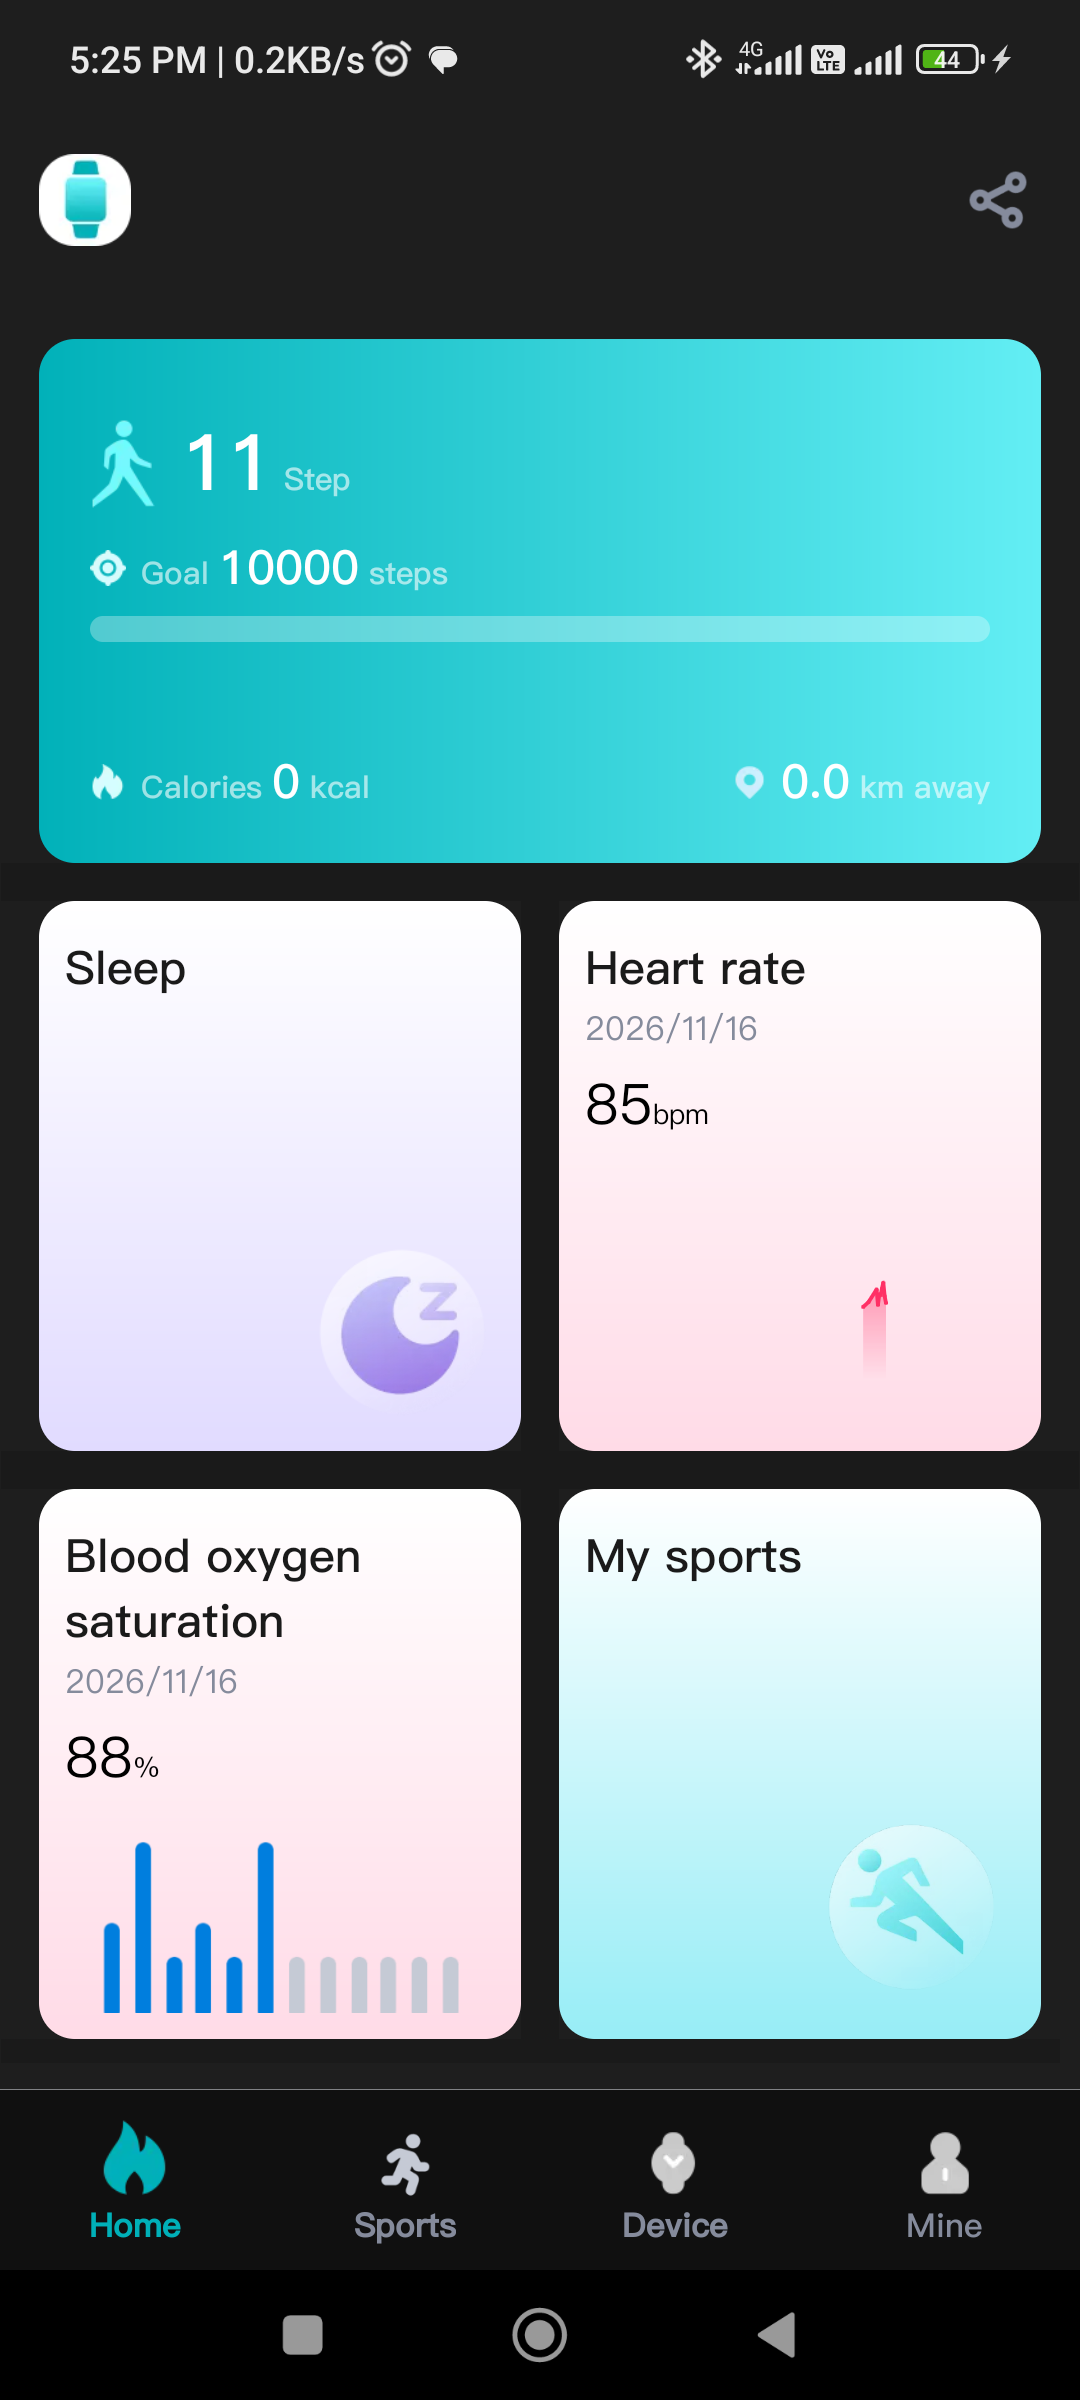 5:25 PM | 0.2KB/s 4G Vo LTE 44
11 Step
Goal 10000 steps
Calories 0 kcal 0.0 km away
Sleep
Heart rate
2026/11/16
85bpm
Blood oxygen
saturation
2026/11/16
88%
My sports
Home Sports Device Mine